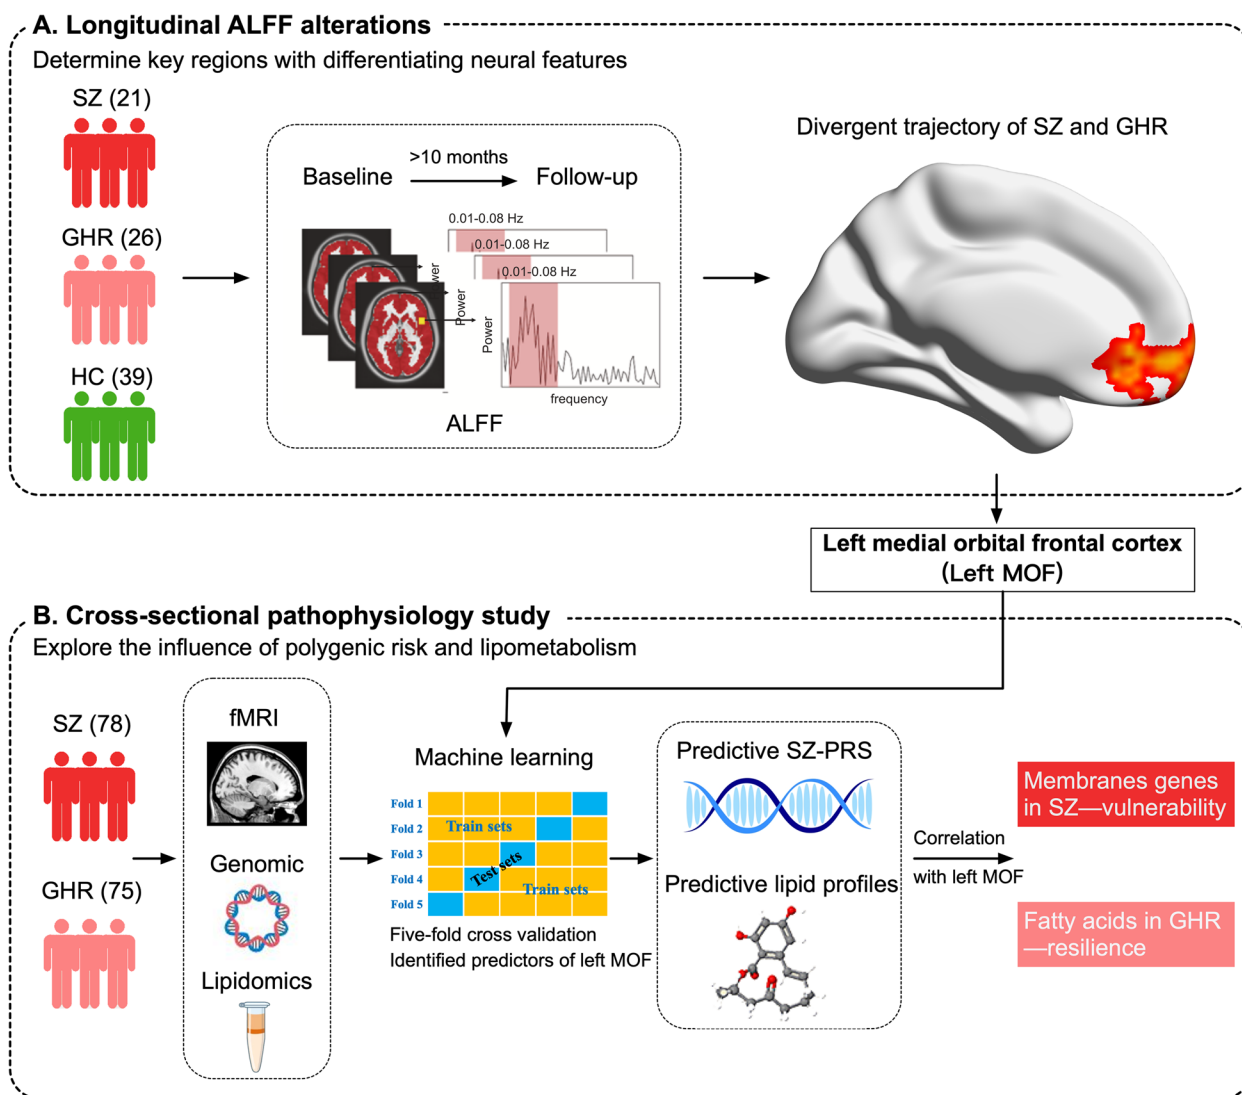 A. Longitudinal ALFF alterations
Determine key regions with differentiating neural features
SZ (21)
GHR (26)
HC (39)
>10 months
Baseline
Follow-up
0.01-0.08 Hz
0.01-0.08 Hz
0.01-0.08 Hz
Power
Power
frequency
ALFF
Divergent trajectory of SZ and GHR
Left medial orbital frontal cortex
(Left MOF)
B. Cross-sectional pathophysiology study
Explore the influence of polygenic risk and lipometabolism
SZ (78)
GHR (75)
fMRI
Genomic
Lipidomics
Machine learning
Fold 1
Fold 2
Fold 3
Fold 4
Fold 5
Train sets
Test sets
Train sets
Five-fold cross validation
Identified predictors of left MOF
Predictive SZ-PRS
Predictive lipid profiles
Correlation
with left MOF
Membranes genes
in SZ—vulnerability
Fatty acids in GHR
—resilience